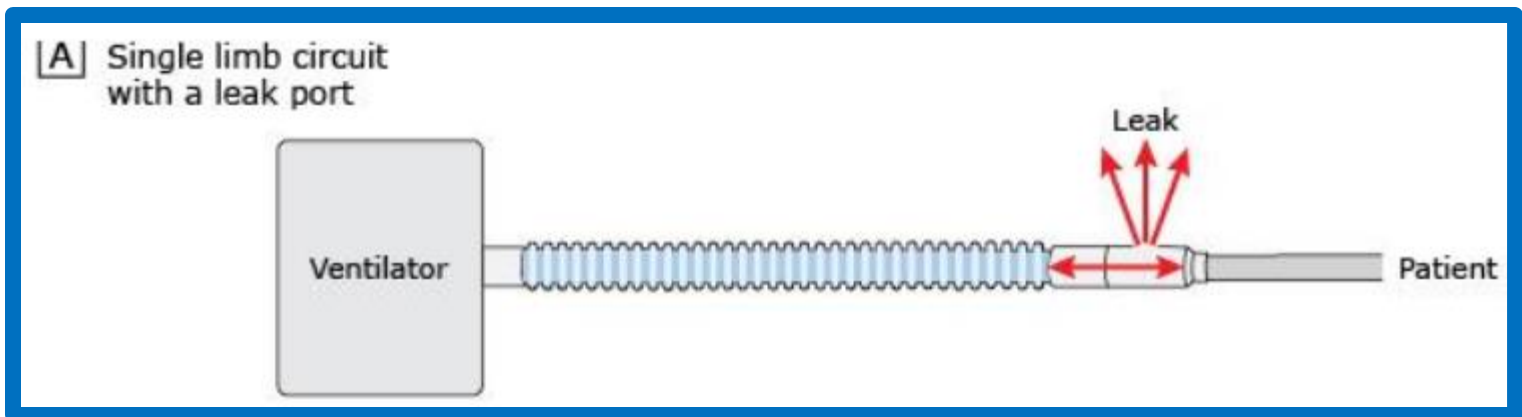 A Single limb circuit
with a leak port
Leak
Ventilator
Patient